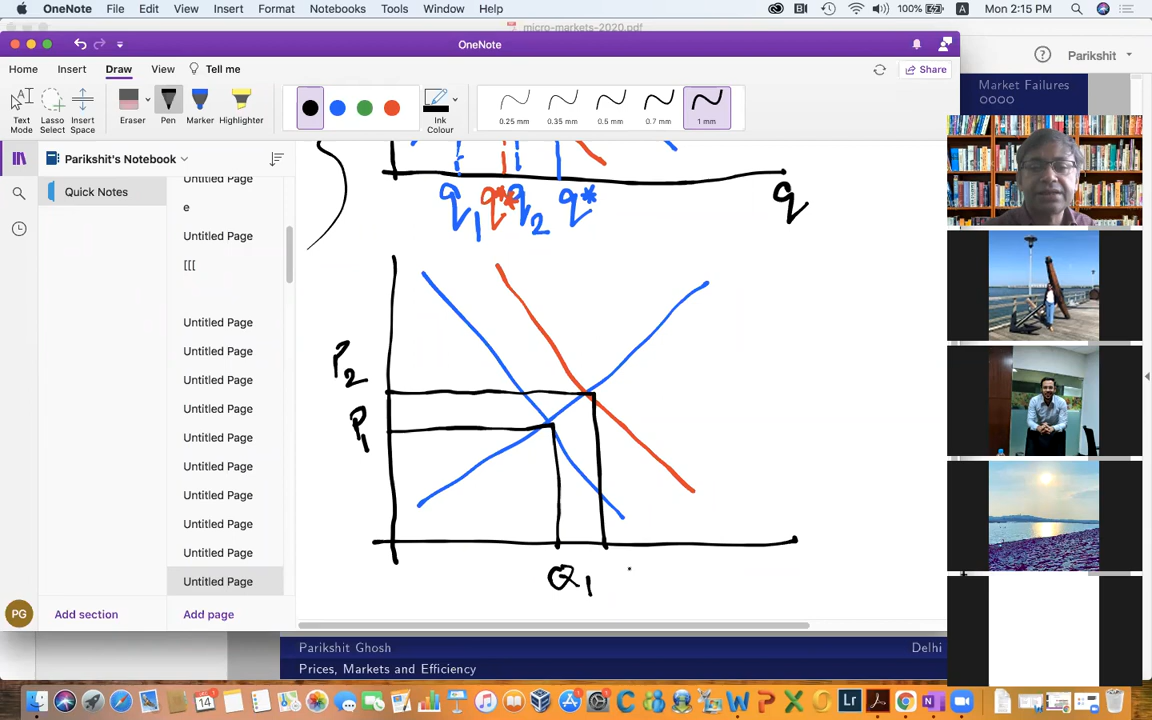 OneNote File Edit View Insert Format Notebooks Tools Window Help
100% A Mon 2:15 PM
micro-markets-2020.pdf
OneNote
Parikshit
Home Insert Draw View Tell me
Share
Market Failures
Text Mode
Lasso Select
Insert Space
Eraser
Pen
Marker
Highlighter
Ink Colour
0.25 mm
0.35 mm
0.5 mm
0.7 mm
1 mm
Parikshit's Notebook
Quick Notes
Untitled Page
e
Untitled Page
[[[
Untitled Page
Untitled Page
Untitled Page
Untitled Page
Untitled Page
Untitled Page
Untitled Page
Untitled Page
Untitled Page
Untitled Page
q1 q** q2 q* q
P2
P1
Q1
PG
Add section
Add page
Parikshit Ghosh
Delhi
Prices, Markets and Efficiency